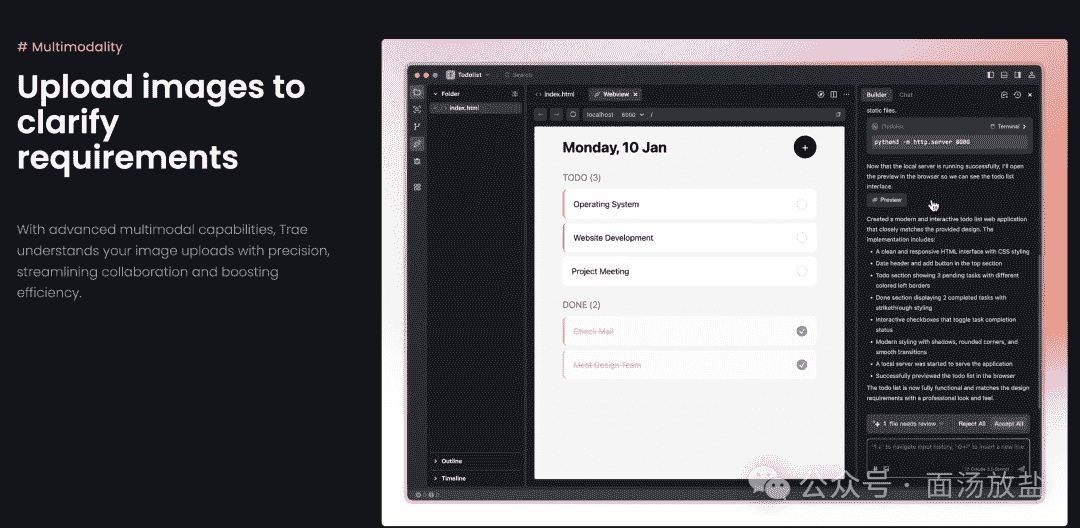 # Multimodality
Upload images to
clarify
requirements
With advanced multimodal capabilities, Trae
understands your image uploads with precision,
streamlining collaboration and boosting
efficiency.
Todolist
Search
Folder
index.html
index.html
Webview
localhost 8000 /
Monday, 10 Jan
TODO (3)
Operating System
Website Development
Project Meeting
DONE (2)
Check Mail
Meet Design Team
Outline
Timeline
Builder Chat
static files.
Terminal
python3 -m http.server 8000
Now that the local server is running successfully, I'll open
the preview in the browser so we can see the todo list
interface.
Preview
Created a modern and interactive todo list web application
that closely matches the provided design. The
implementation includes:
• A clean and responsive HTML interface with CSS styling
• Date header and add button in the top section
• Todo section showing 3 pending tasks with different
colored left borders
• Done section displaying 2 completed tasks with
strikethrough styling
• Interactive checkboxes that toggle task completion
status
• Modern styling with shadows, rounded corners, and
smooth transitions
• A local server was started to serve the application
• Successfully previewed the todo list in the browser
The todo list is now fully functional and matches the design
requirements with a professional look and feel.
1 file needs review
Reject All Accept All
公众号 · 面汤放盐